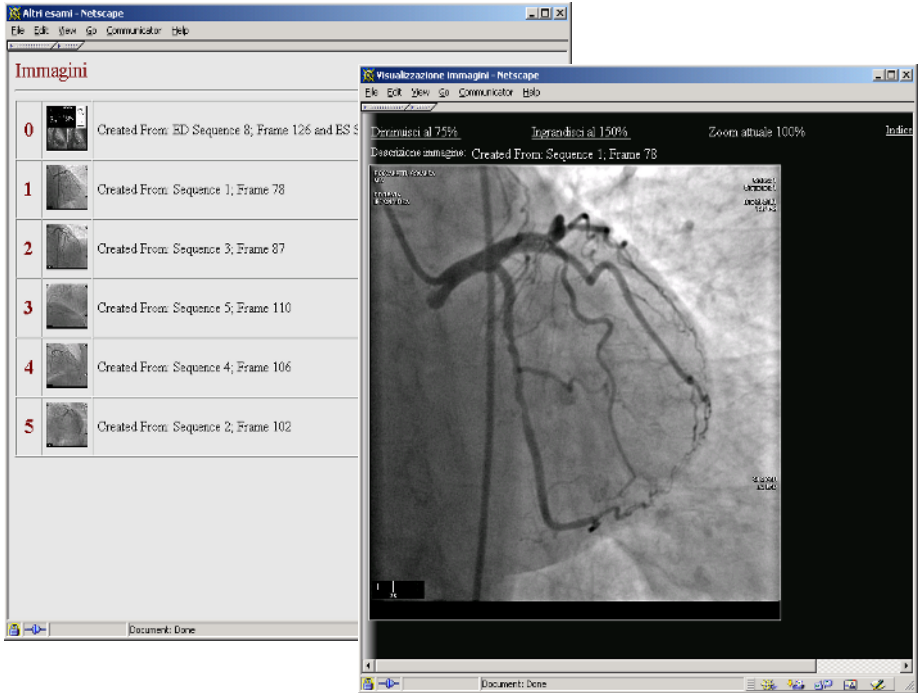 Altri esami - Netscape
File Edit View Go Communicator Help
Immagini
0 Created From: ED Sequence 8; Frame 126 and ES S
1 Created From: Sequence 1; Frame 78
2 Created From: Sequence 3; Frame 87
3 Created From: Sequence 5; Frame 110
4 Created From: Sequence 4; Frame 106
5 Created From: Sequence 2; Frame 102
Document: Done
Visualizzazione immagini - Netscape
File Edit View Go Communicator Help
Diminuisci al 75% Ingrandisci al 150% Zoom attuale 100% Indice
Descrizione immagine: Created From: Sequence 1; Frame 78
Document: Done